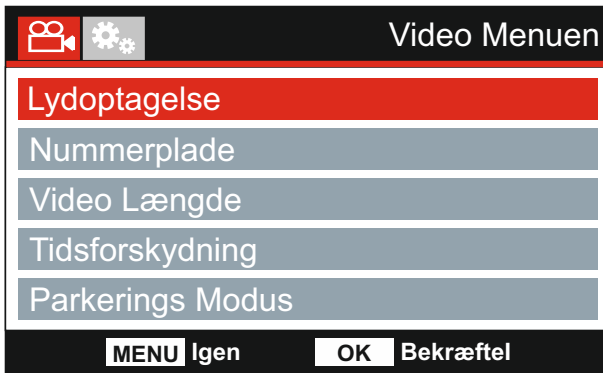 Video Menuen
Lydoptagelse
Nummerplade
Video Længde
Tidsforskydning
Parkerings Modus
MENU Igen OK Bekræftel